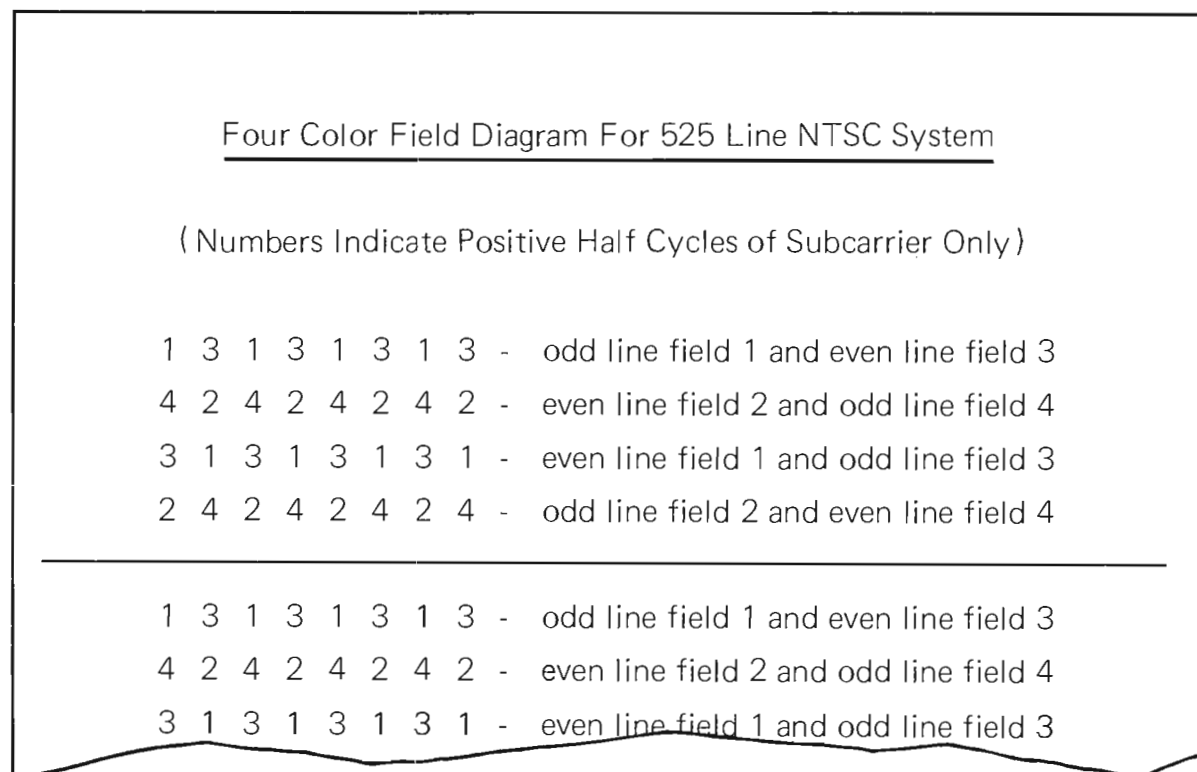 Four Color Field Diagram For 525 Line NTSC System
(Numbers Indicate Positive Half Cycles of Subcarrier Only)
1 3 1 3 1 3 1 3 - odd line field 1 and even line field 3
4 2 4 2 4 2 4 2 - even line field 2 and odd line field 4
3 1 3 1 3 1 3 1 - even line field 1 and odd line field 3
2 4 2 4 2 4 2 4 - odd line field 2 and even line field 4
1 3 1 3 1 3 1 3 - odd line field 1 and even line field 3
4 2 4 2 4 2 4 2 - even line field 2 and odd line field 4
3 1 3 1 3 1 3 1 - even line field 1 and odd line field 3